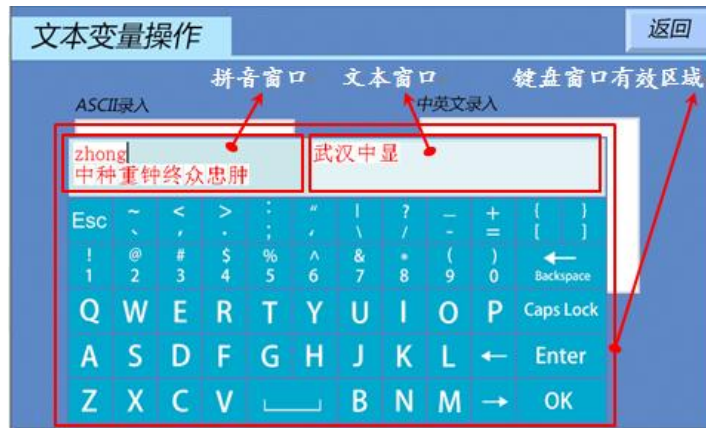 文本变量操作
返回
拼音窗口 文本窗口 键盘窗口有效区域
ASCII录入 中英文录入
zhong
中种重钟终众忠肿
武汉中显
Esc ~ < > : " | ? _ + { }
` , . ; ' \ / - = [ ]
! @ # $ % ^ & * ( ) ←
1 2 3 4 5 6 7 8 9 0 Backspace
Q W E R T Y U I O P Caps Lock
A S D F G H J K L ← Enter
Z X C V B N M → OK